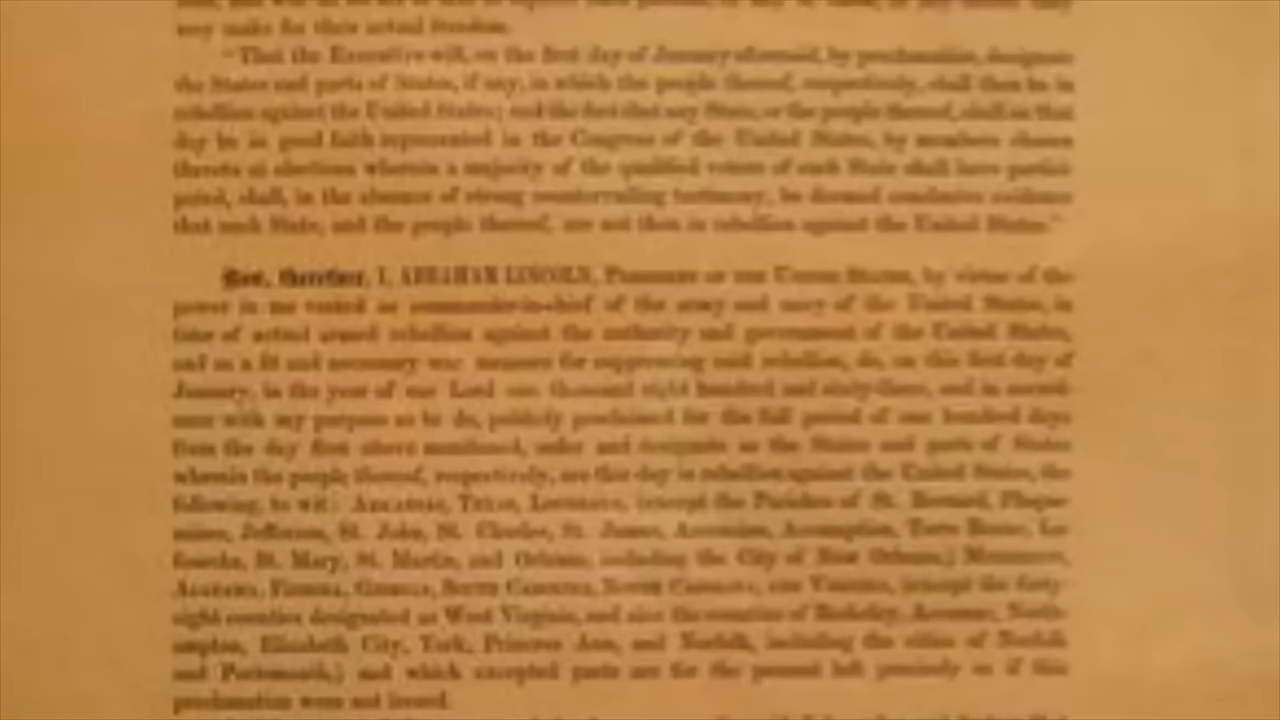 may make for their actual freedom.
"That the Executive will, on the first day of January aforesaid, by proclamation, designate
the States and parts of States, if any, in which the people thereof, respectively, shall then be in
rebellion against the United States; and the fact that any State, or the people thereof, shall on that
day be in good faith represented in the Congress of the United States, by members chosen
thereto at elections wherein a majority of the qualified voters of such State shall have partici-
pated, shall, in the absence of strong countervailing testimony, be deemed conclusive evidence
that such State, and the people thereof, are not then in rebellion against the United States."
Now, therefore, I, ABRAHAM LINCOLN, PRESIDENT OF THE UNITED STATES, by virtue of the
power in me vested as commander-in-chief of the army and navy of the United States, in
time of actual armed rebellion against the authority and government of the United States,
and as a fit and necessary war measure for suppressing said rebellion, do, on this first day of
January, in the year of our Lord one thousand eight hundred and sixty-three, and in accord-
ance with my purpose so to do, publicly proclaimed for the full period of one hundred days
from the day first above mentioned, order and designate as the States and parts of States
wherein the people thereof, respectively, are this day in rebellion against the United States, the
following, to wit: ARKANSAS, TEXAS, LOUISIANA, (except the Parishes of St. Bernard, Plaque-
mines, Jefferson, St. John, St. Charles, St. James, Ascension, Assumption, Terre Bonne, La-
fourche, St. Mary, St. Martin, and Orleans, including the City of New Orleans,) MISSISSIPPI,
ALABAMA, FLORIDA, GEORGIA, SOUTH CAROLINA, NORTH CAROLINA, AND VIRGINIA, (except the forty-
eight counties designated as West Virginia, and also the counties of Berkeley, Accomac, North-
ampton, Elizabeth City, York, Princess Ann, and Norfolk, including the cities of Norfolk
and Portsmouth,) and which excepted parts are for the present left precisely as if this
proclamation were not issued.